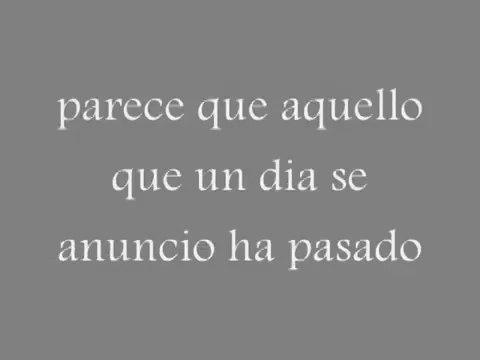 parece que aquello
que un dia se
anuncio ha pasado